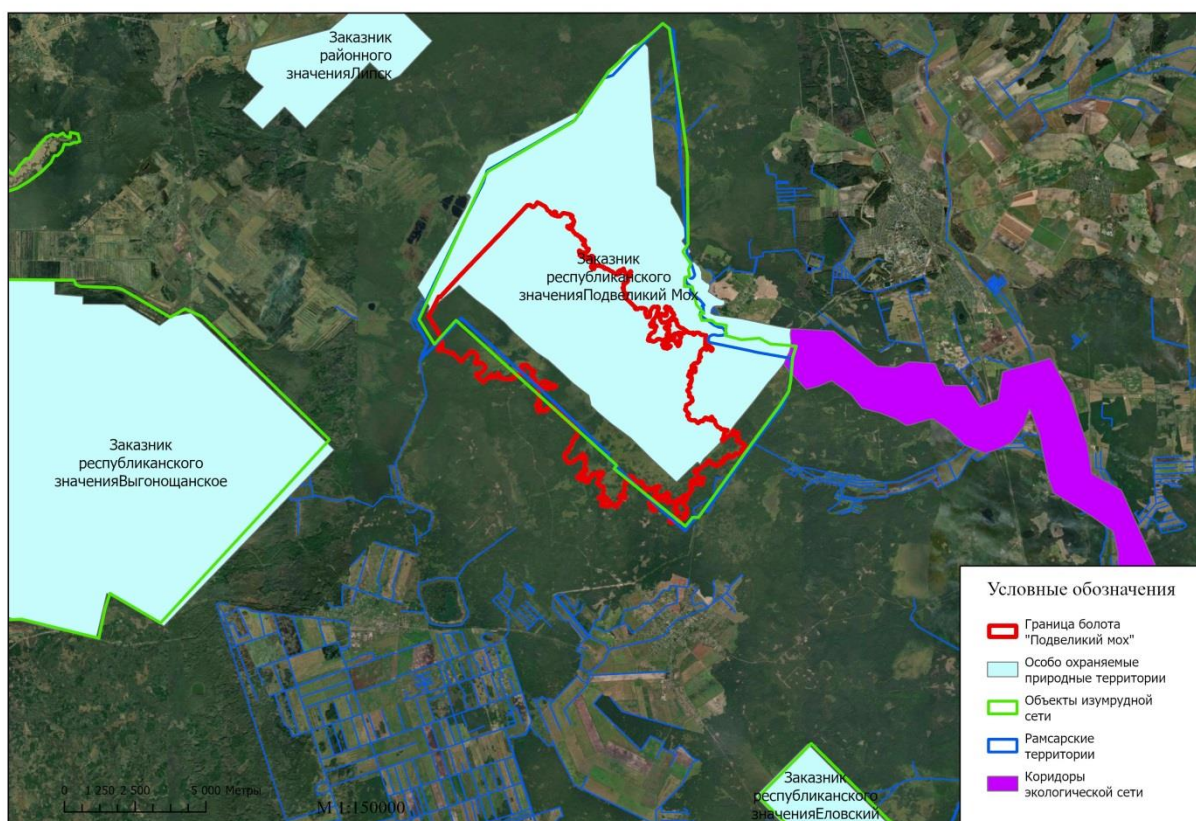 Заказник
районного
значенияЛипск
Заказник
республиканского
значенияПодвеликий Мох
Заказник
республиканского
значенияВыгонощанское
Заказник
республиканского
значенияЕловский
0 1 250 2 500 5 000 Метры
М 1:150000
Условные обозначения
Граница болота
"Подвеликий мох"
Особо охраняемые
природные территории
Объекты изумрудной
сети
Рамсарские
территории
Коридоры
экологической сети